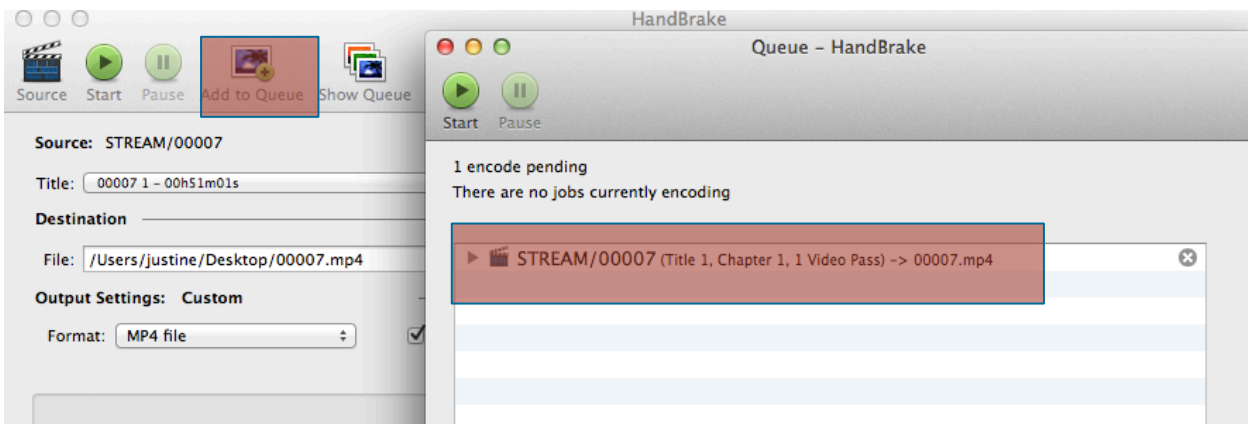 HandBrake
Source Start Pause Add to Queue Show Queue
Source: STREAM/00007
Title: 00007 1 - 00h51m01s
Destination
File: /Users/justine/Desktop/00007.mp4
Output Settings: Custom
Format: MP4 file
Queue – HandBrake
Start Pause
1 encode pending
There are no jobs currently encoding
STREAM/00007 (Title 1, Chapter 1, 1 Video Pass) -> 00007.mp4